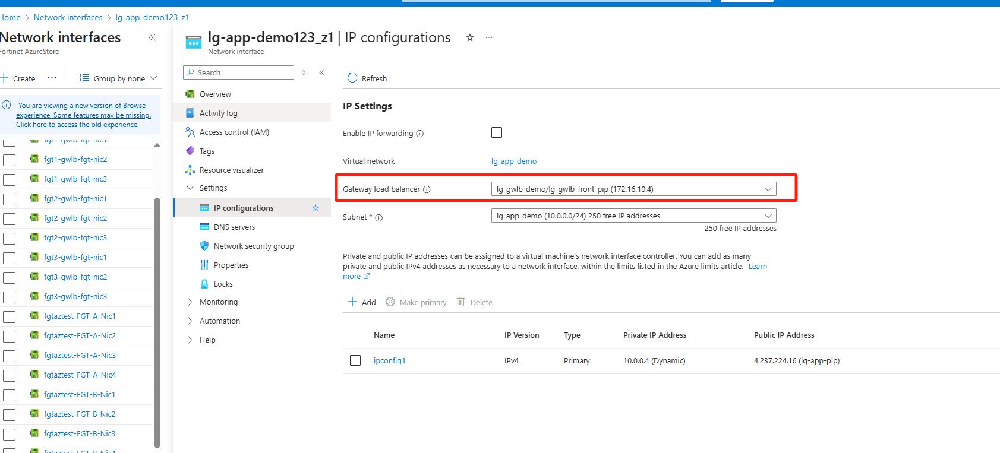 Home > Network interfaces > lg-app-demo123_z1
Network interfaces
Fortinet AzureStore
+ Create ··· Group by none
You are viewing a new version of Browse
experience. Some features may be missing.
Click here to access the old experience.
fgt1-gwlb-fgt-nic1
fgt1-gwlb-fgt-nic2
fgt1-gwlb-fgt-nic3
fgt2-gwlb-fgt-nic1
fgt2-gwlb-fgt-nic2
fgt2-gwlb-fgt-nic3
fgt3-gwlb-fgt-nic1
fgt3-gwlb-fgt-nic2
fgt3-gwlb-fgt-nic3
fgtaztest-FGT-A-Nic1
fgtaztest-FGT-A-Nic2
fgtaztest-FGT-A-Nic3
fgtaztest-FGT-A-Nic4
fgtaztest-FGT-B-Nic1
fgtaztest-FGT-B-Nic2
fgtaztest-FGT-B-Nic3
fgtaztest-FGT-B-Nic4
lg-app-demo123_z1 | IP configurations
Network interface
Search
Overview
Activity log
Access control (IAM)
Tags
Resource visualizer
Settings
IP configurations
DNS servers
Network security group
Properties
Locks
Monitoring
Automation
Help
Refresh
IP Settings
Enable IP forwarding
Virtual network lg-app-demo
Gateway load balancer lg-gwlb-demo/lg-gwlb-front-pip (172.16.10.4)
Subnet * lg-app-demo (10.0.0.0/24) 250 free IP addresses
250 free IP addresses
Private and public IP addresses can be assigned to a virtual machine's network interface controller. You can add as many
private and public IPv4 addresses as necessary to a network interface, within the limits listed in the Azure limits article. Learn
more
+ Add Make primary Delete
Name IP Version Type Private IP Address Public IP Address
ipconfig1 IPv4 Primary 10.0.0.4 (Dynamic) 4.237.224.16 (lg-app-pip)